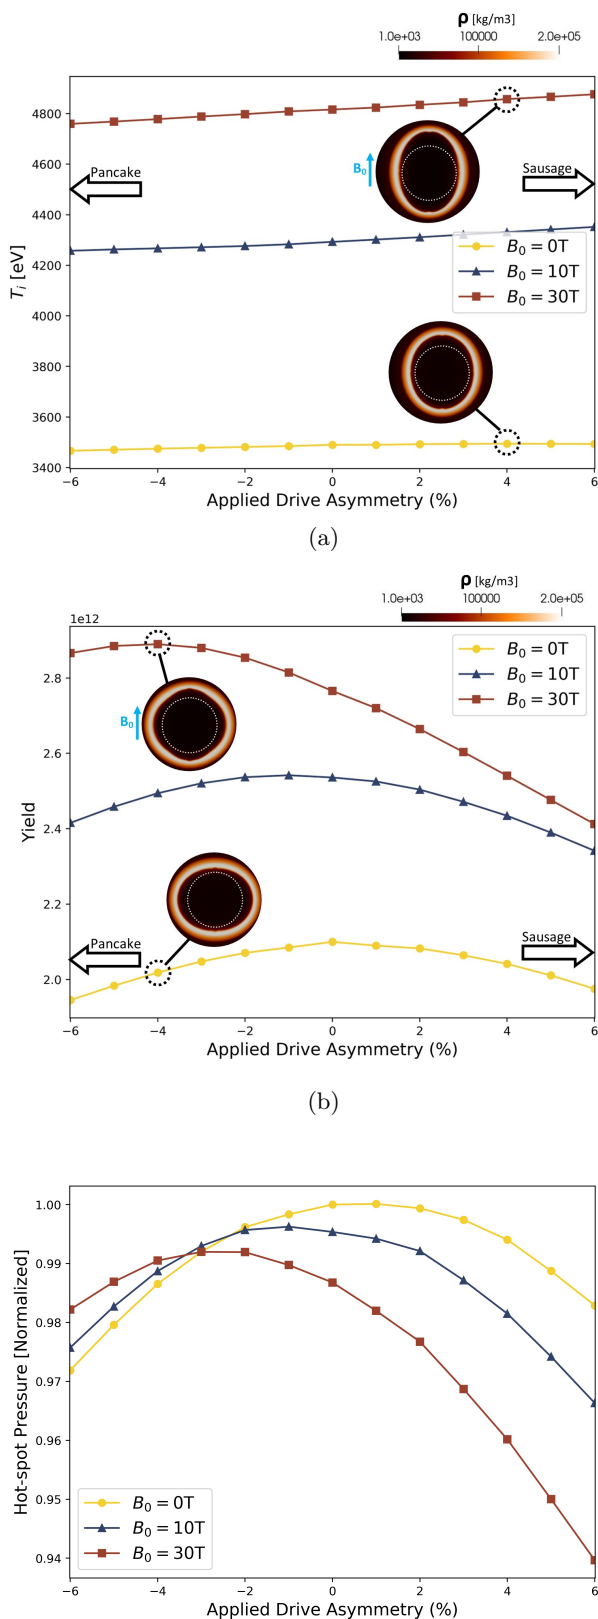 ρ [kg/m3]
1.0e+03 100000 2.0e+05
4800
4600
4400
4200
4000
3800
3600
3400
Tᵢ [eV]
Pancake
Sausage
B₀
B₀ = 0T
B₀ = 10T
B₀ = 30T
−6 −4 −2 0 2 4 6
Applied Drive Asymmetry (%)
(a)
ρ [kg/m3]
1.0e+03 100000 2.0e+05
1e12
B₀ = 0T
B₀ = 10T
B₀ = 30T
2.8
2.6
2.4
2.2
2.0
Yield
B₀
Pancake
Sausage
−6 −4 −2 0 2 4 6
Applied Drive Asymmetry (%)
(b)
1.00
0.99
0.98
0.97
0.96
0.95
0.94
Hot-spot Pressure [Normalized]
B₀ = 0T
B₀ = 10T
B₀ = 30T
−6 −4 −2 0 2 4 6
Applied Drive Asymmetry (%)